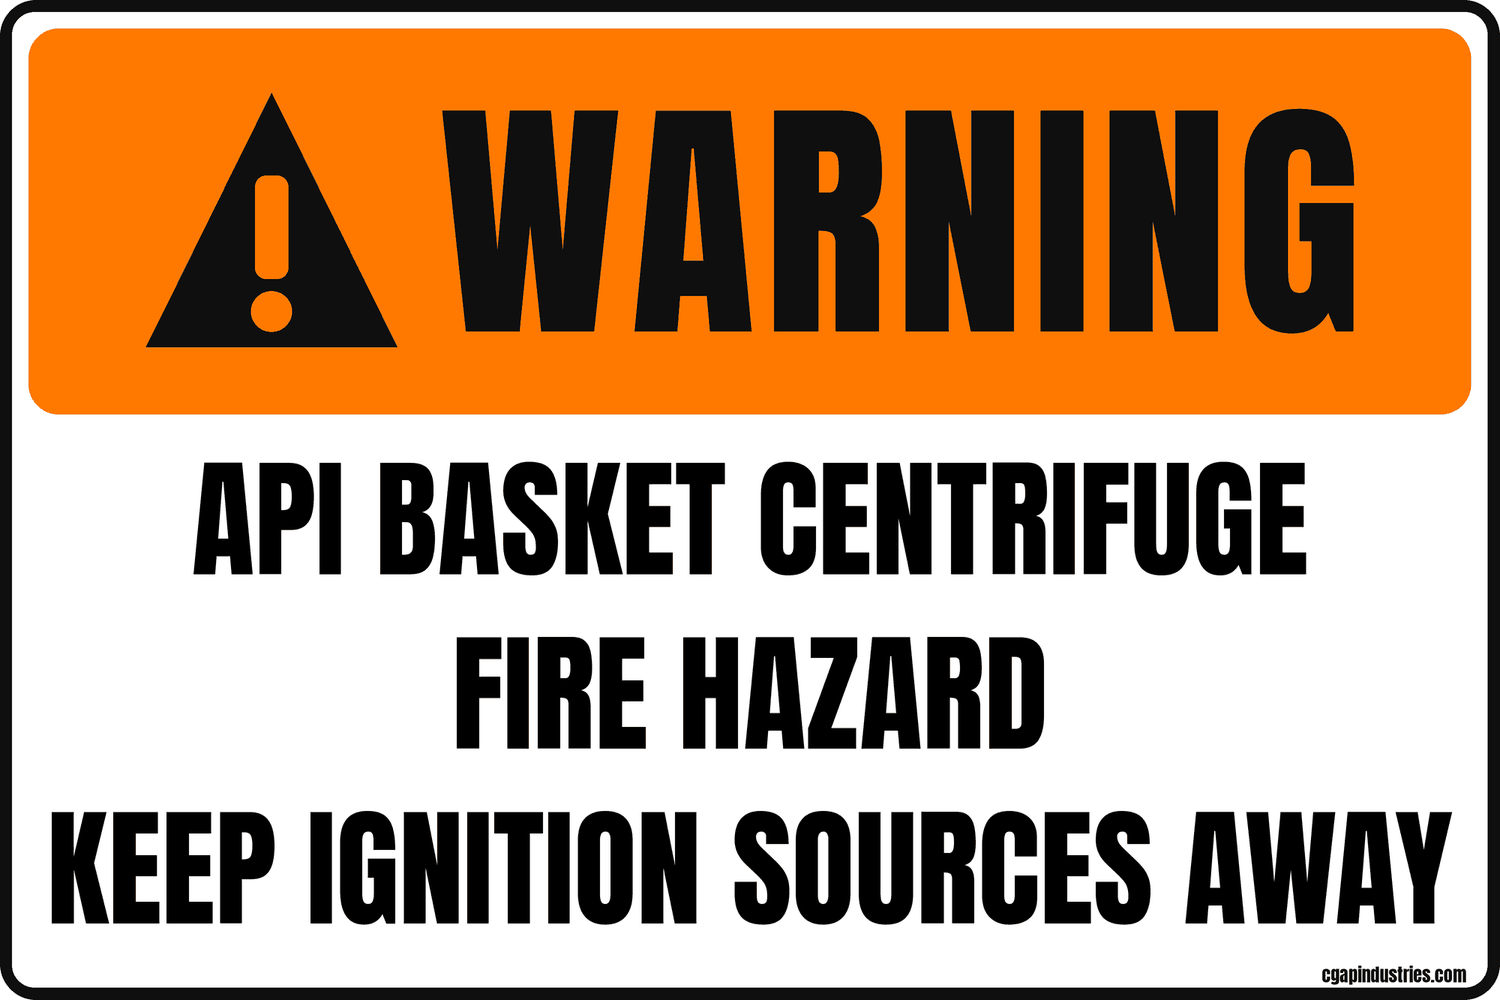 WARNING
API BASKET CENTRIFUGE
FIRE HAZARD
KEEP IGNITION SOURCES AWAY
cgapindustries.com